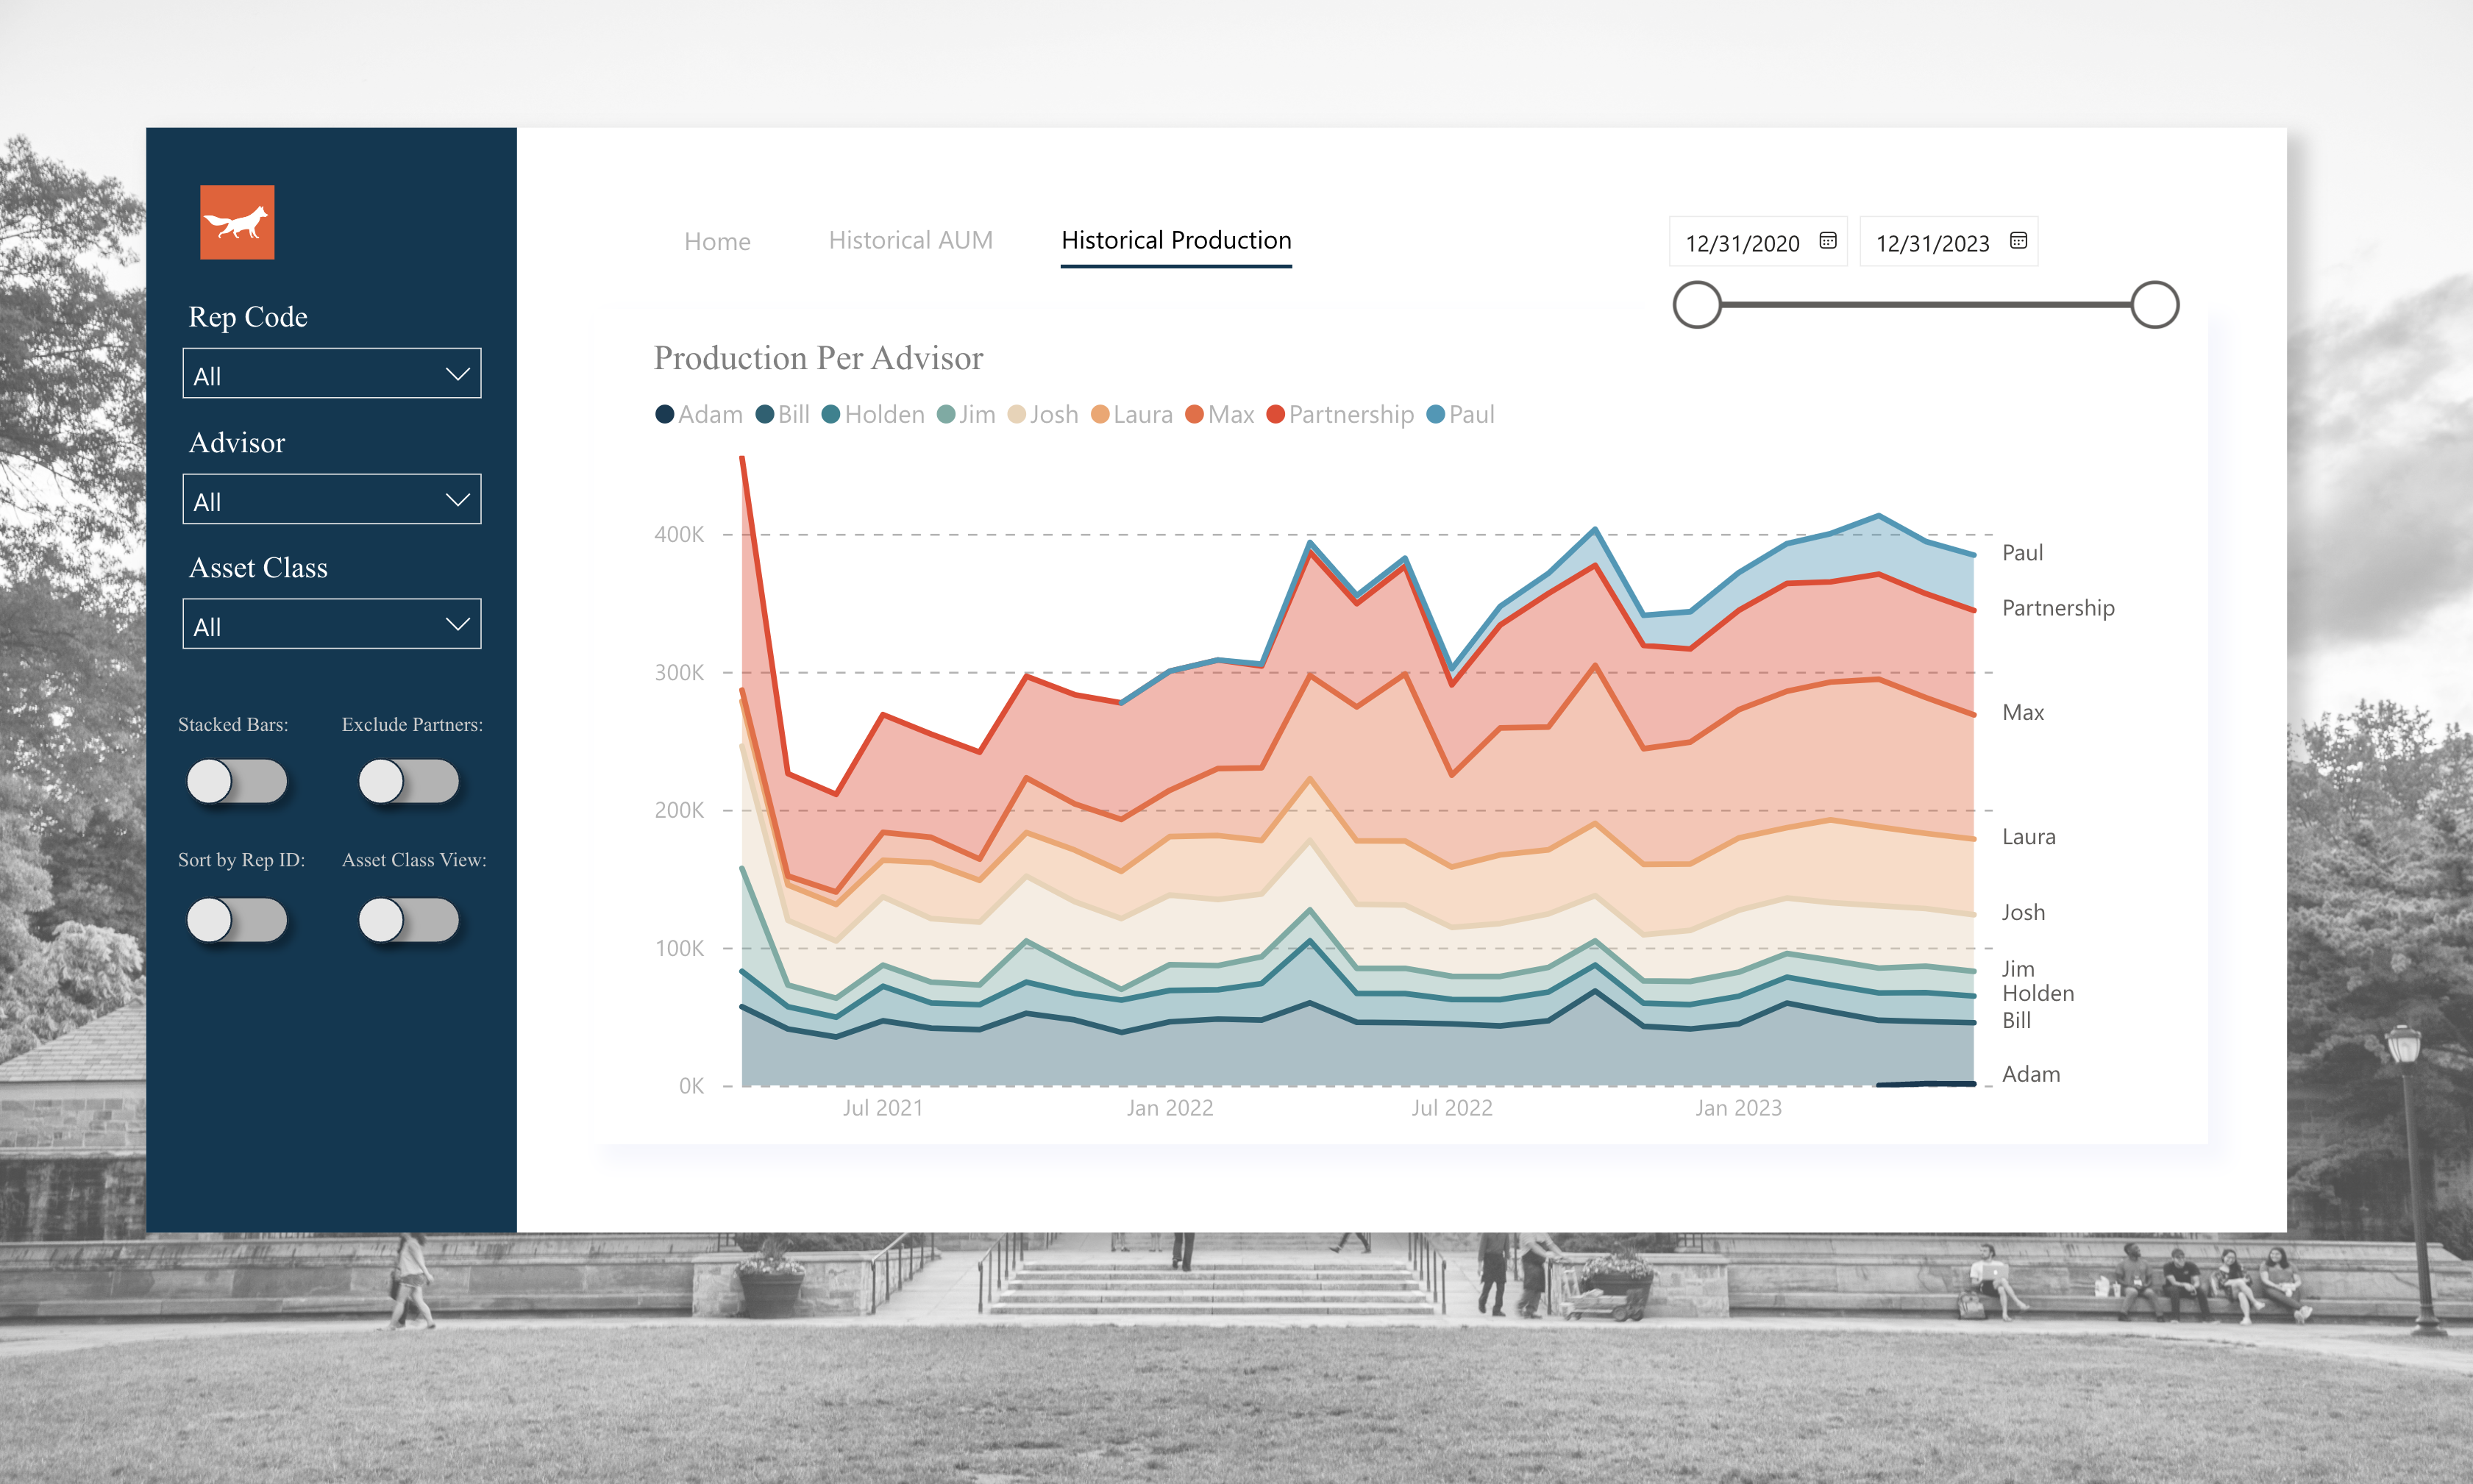 Rep Code
All
Advisor
All
Asset Class
All
Stacked Bars: Exclude Partners:
Sort by Rep ID: Asset Class View:
Home Historical AUM Historical Production
12/31/2020 12/31/2023
Production Per Advisor
Adam Bill Holden Jim Josh Laura Max Partnership Paul
400K
300K
200K
100K
0K
Jul 2021 Jan 2022 Jul 2022 Jan 2023
Paul
Partnership
Max
Laura
Josh
Jim
Holden
Bill
Adam